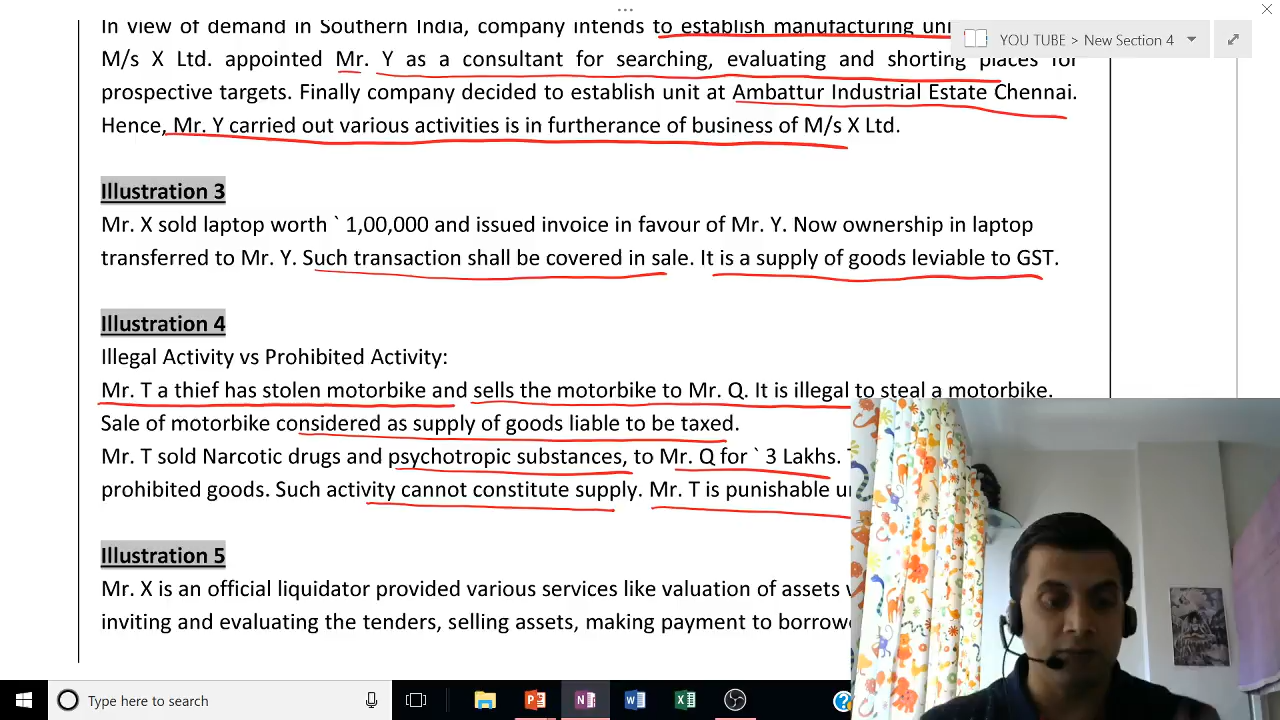 In view of demand in Southern India, company intends to establish manufacturing
M/s X Ltd. appointed Mr. Y as a consultant for searching, evaluating and shorting places for
prospective targets. Finally company decided to establish unit at Ambattur Industrial Estate Chennai.
Hence, Mr. Y carried out various activities is in furtherance of business of M/s X Ltd.
YOU TUBE > New Section 4
Illustration 3
Mr. X sold laptop worth ` 1,00,000 and issued invoice in favour of Mr. Y. Now ownership in laptop
transferred to Mr. Y. Such transaction shall be covered in sale. It is a supply of goods leviable to GST.
Illustration 4
Illegal Activity vs Prohibited Activity:
Mr. T a thief has stolen motorbike and sells the motorbike to Mr. Q. It is illegal to steal a motorbike.
Sale of motorbike considered as supply of goods liable to be taxed.
Mr. T sold Narcotic drugs and psychotropic substances, to Mr. Q for ` 3 Lakhs.
prohibited goods. Such activity cannot constitute supply. Mr. T is punishable
Illustration 5
Mr. X is an official liquidator provided various services like valuation of assets
inviting and evaluating the tenders, selling assets, making payment to
Type here to search